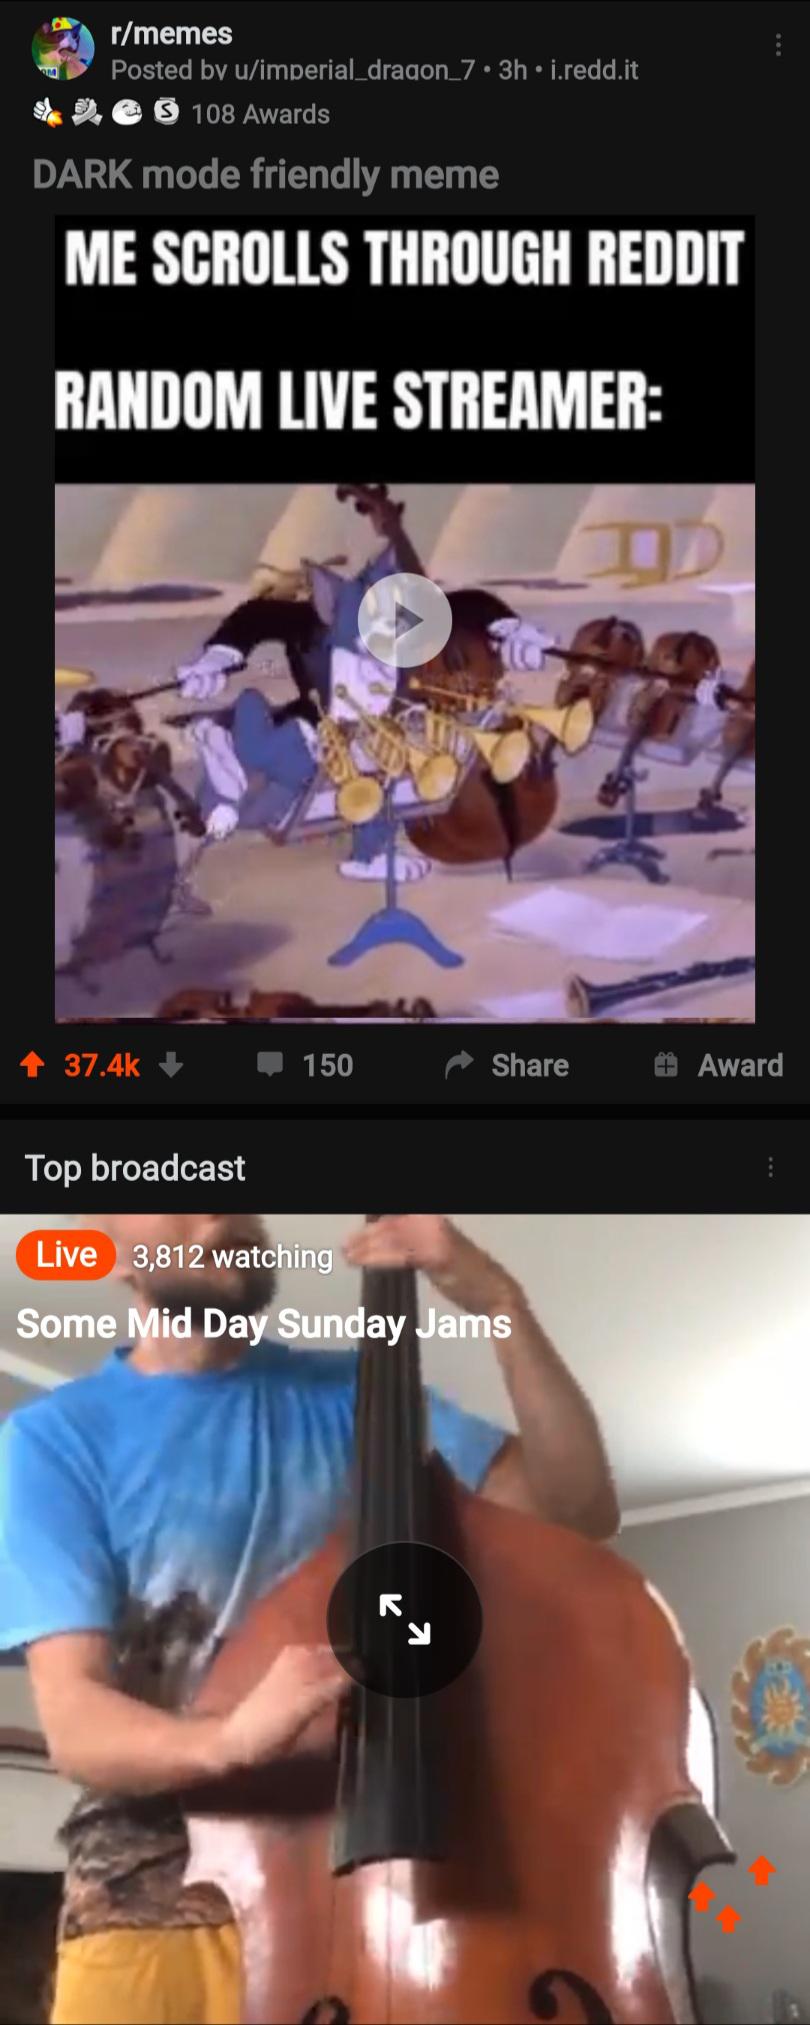 r/memes
Posted by u/imperial_dragon_7 • 3h • i.redd.it
108 Awards
DARK mode friendly meme
ME SCROLLS THROUGH REDDIT
RANDOM LIVE STREAMER:
37.4k
150
Share
Award
Top broadcast
Live 3,812 watching
Some Mid Day Sunday Jams